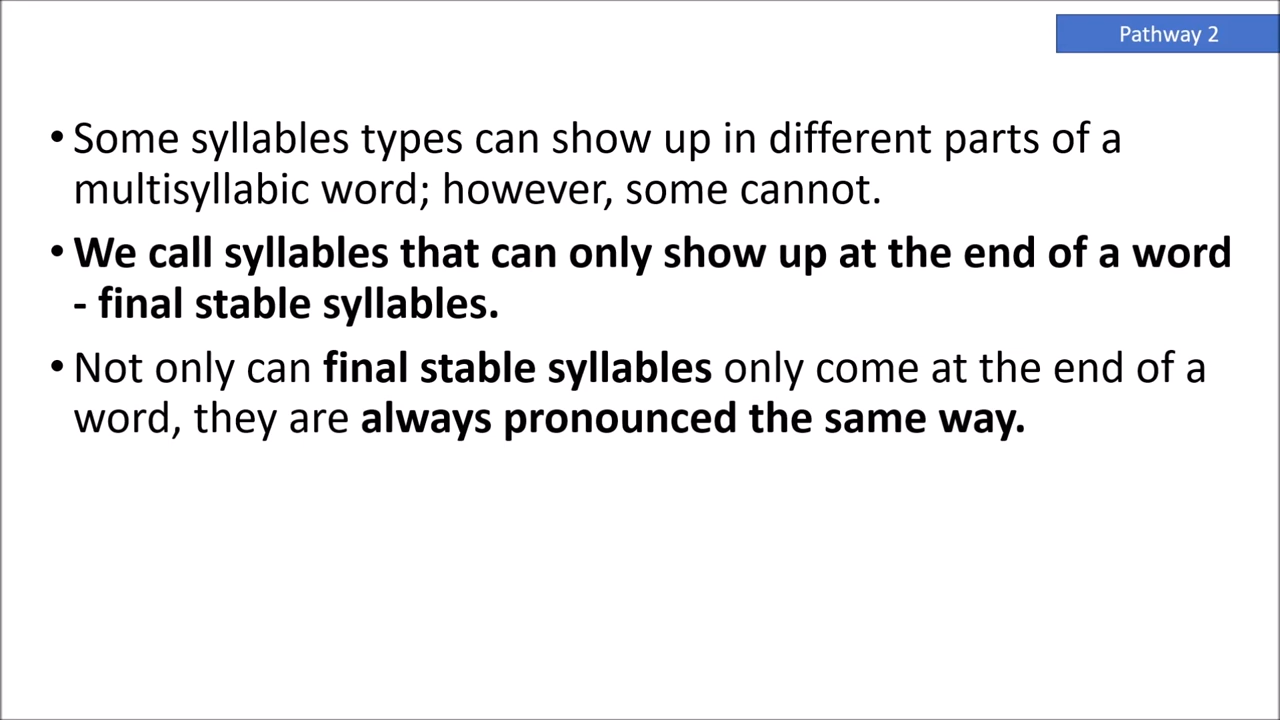 Pathway 2
• Some syllables types can show up in different parts of a
multisyllabic word; however, some cannot.
• We call syllables that can only show up at the end of a word
- final stable syllables.
• Not only can final stable syllables only come at the end of a
word, they are always pronounced the same way.